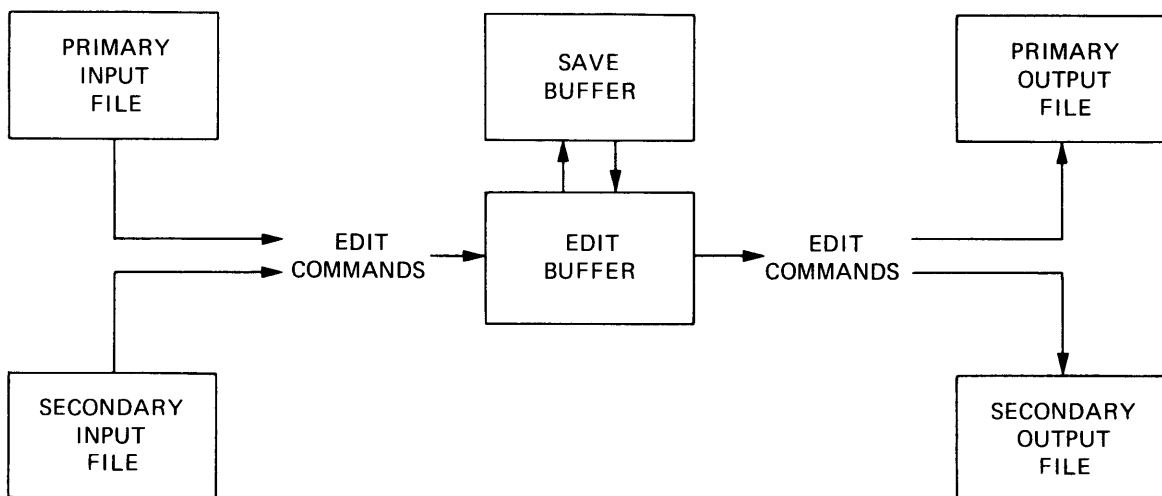 PRIMARY
INPUT
FILE
SAVE
BUFFER
PRIMARY
OUTPUT
FILE
EDIT
COMMANDS
EDIT
BUFFER
EDIT
COMMANDS
SECONDARY
INPUT
FILE
SECONDARY
OUTPUT
FILE